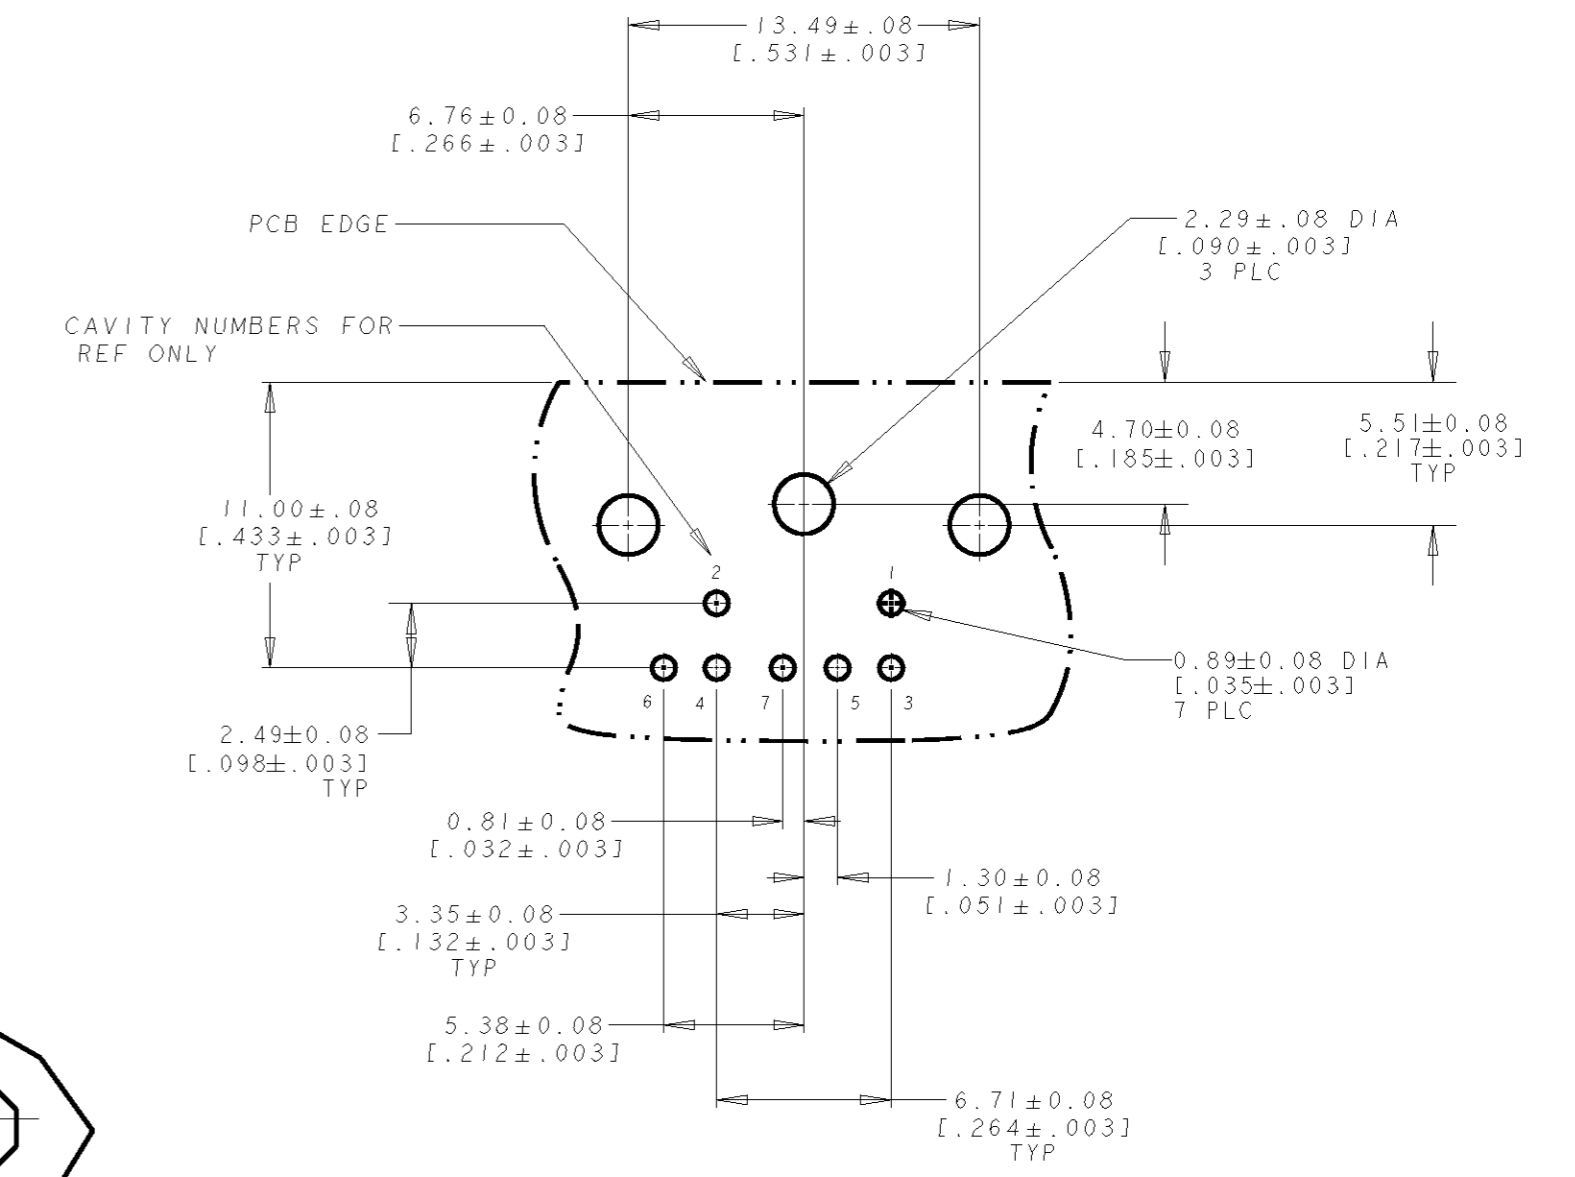 13.49±.08
[.531±.003]
6.76±0.08
[.266±.003]
PCB EDGE
2.29±.08 DIA
[.090±.003]
3 PLC
CAVITY NUMBERS FOR
REF ONLY
4.70±0.08
[.185±.003]
5.51±0.08
[.217±.003]
TYP
11.00±.08
[.433±.003]
TYP
2
1
0.89±0.08 DIA
[.035±.003]
7 PLC
6
4
7
5
3
2.49±0.08
[.098±.003]
TYP
0.81±0.08
[.032±.003]
1.30±0.08
[.051±.003]
3.35±0.08
[.132±.003]
TYP
5.38±0.08
[.212±.003]
6.71±0.08
[.264±.003]
TYP